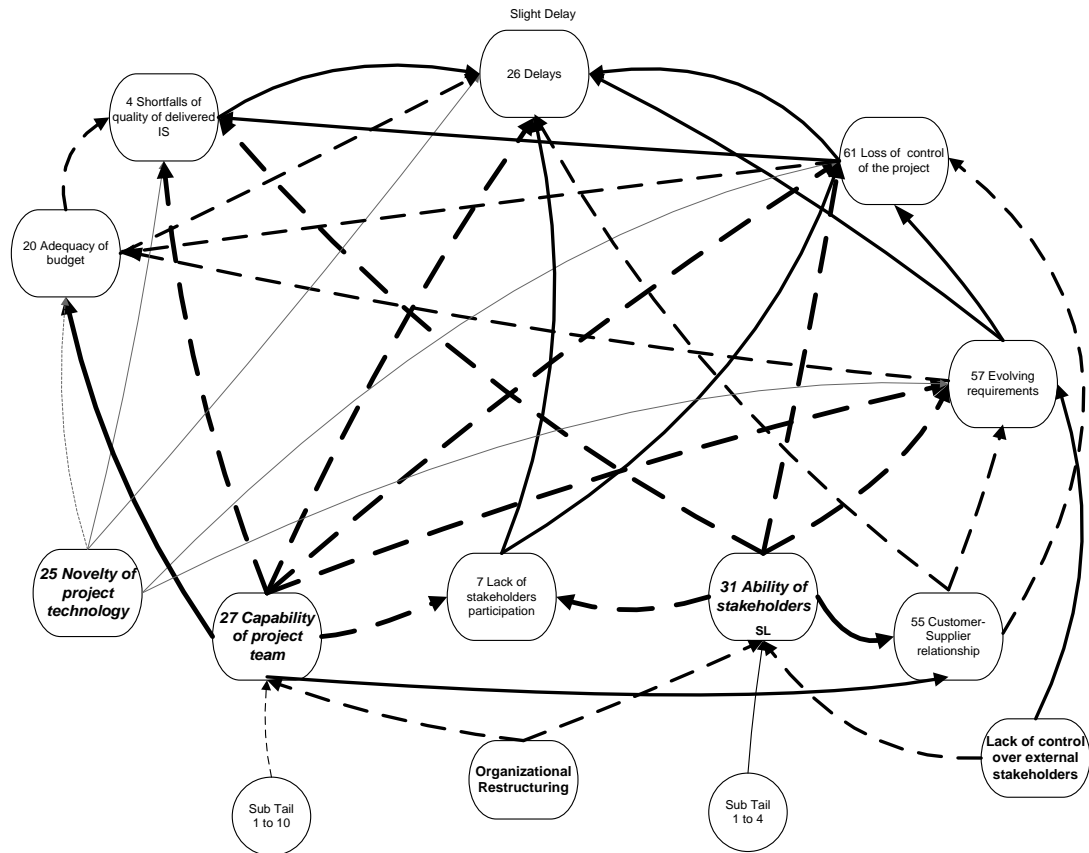 Slight Delay
26 Delays
4 Shortfalls of
quality of delivered
IS
61 Loss of control
of the project
20 Adequacy of
budget
57 Evolving
requirements
25 Novelty of
project
technology
27 Capability
of project
team
7 Lack of
stakeholders
participation
31 Ability of
stakeholders
SL
55 Customer-
Supplier
relationship
Organizational
Restructuring
Lack of control
over external
stakeholders
Sub Tail
1 to 10
Sub Tail
1 to 4